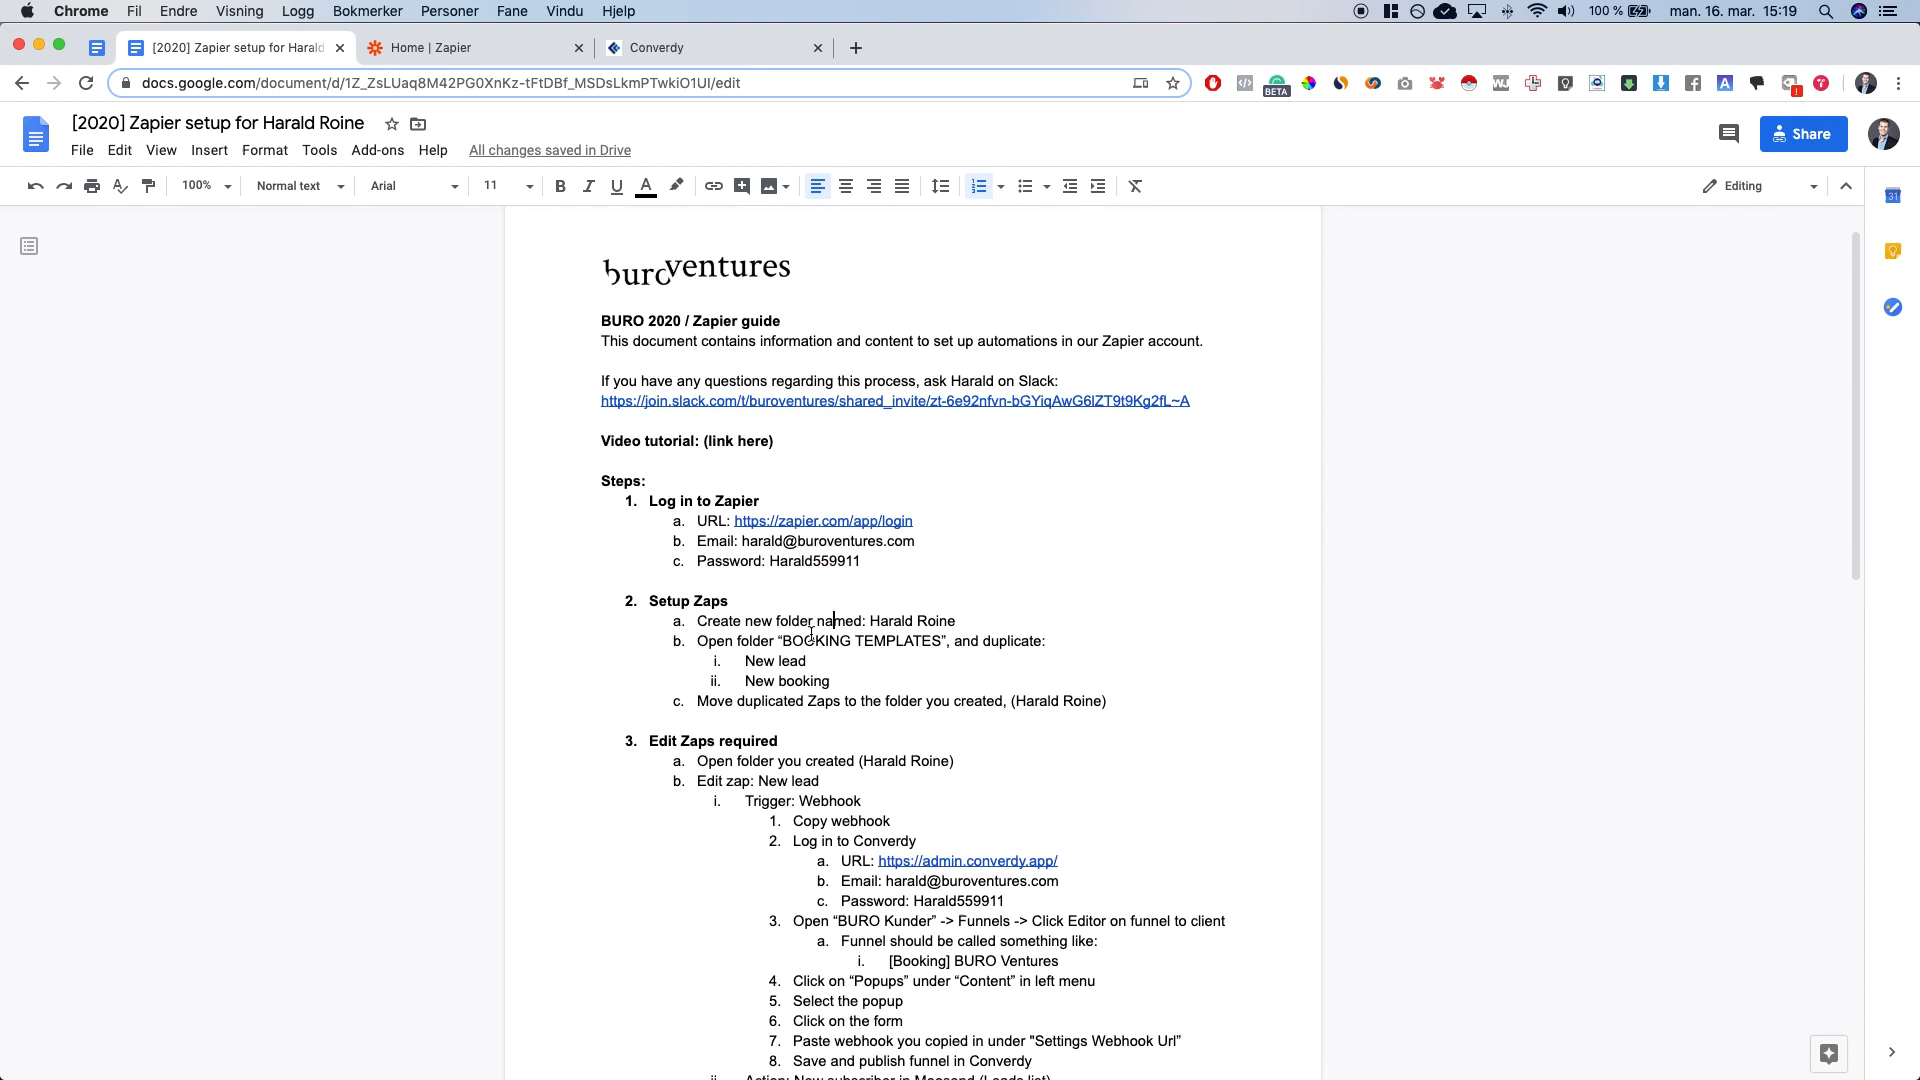 Chrome Fil Endre Visning Logg Bokmerker Personer Fane Vindu Hjelp 100 % man. 16. mar. 15:19
[2020] Zapier setup for Harald Home | Zapier Converdy
docs.google.com/document/d/1Z_ZsLUaq8M42PG0XnKz-tFtDBf_MSDsLkmPTwkiO1UI/edit
BETA
[2020] Zapier setup for Harald Roine
Share
File Edit View Insert Format Tools Add-ons Help All changes saved in Drive
100% Normal text Arial 11 B I U A Editing
31
buroventures
BURO 2020 / Zapier guide
This document contains information and content to set up automations in our Zapier account.
If you have any questions regarding this process, ask Harald on Slack:
https://join.slack.com/t/buroventures/shared_invite/zt-6e92nfvn-bGYiqAwG6lZT9t9Kg2fL~A
Video tutorial: (link here)
Steps:
1. Log in to Zapier
a. URL: https://zapier.com/app/login
b. Email: harald@buroventures.com
c. Password: Harald559911
2. Setup Zaps
a. Create new folder named: Harald Roine
b. Open folder “BOOKING TEMPLATES”, and duplicate:
i. New lead
ii. New booking
c. Move duplicated Zaps to the folder you created, (Harald Roine)
3. Edit Zaps required
a. Open folder you created (Harald Roine)
b. Edit zap: New lead
i. Trigger: Webhook
1. Copy webhook
2. Log in to Converdy
a. URL: https://admin.converdy.app/
b. Email: harald@buroventures.com
c. Password: Harald559911
3. Open “BURO Kunder” -> Funnels -> Click Editor on funnel to client
a. Funnel should be called something like:
i. [Booking] BURO Ventures
4. Click on “Popups” under “Content” in left menu
5. Select the popup
6. Click on the form
7. Paste webhook you copied in under "Settings Webhook Url”
8. Save and publish funnel in Converdy
ii. Action: New subscriber in Moosend (Leads list)